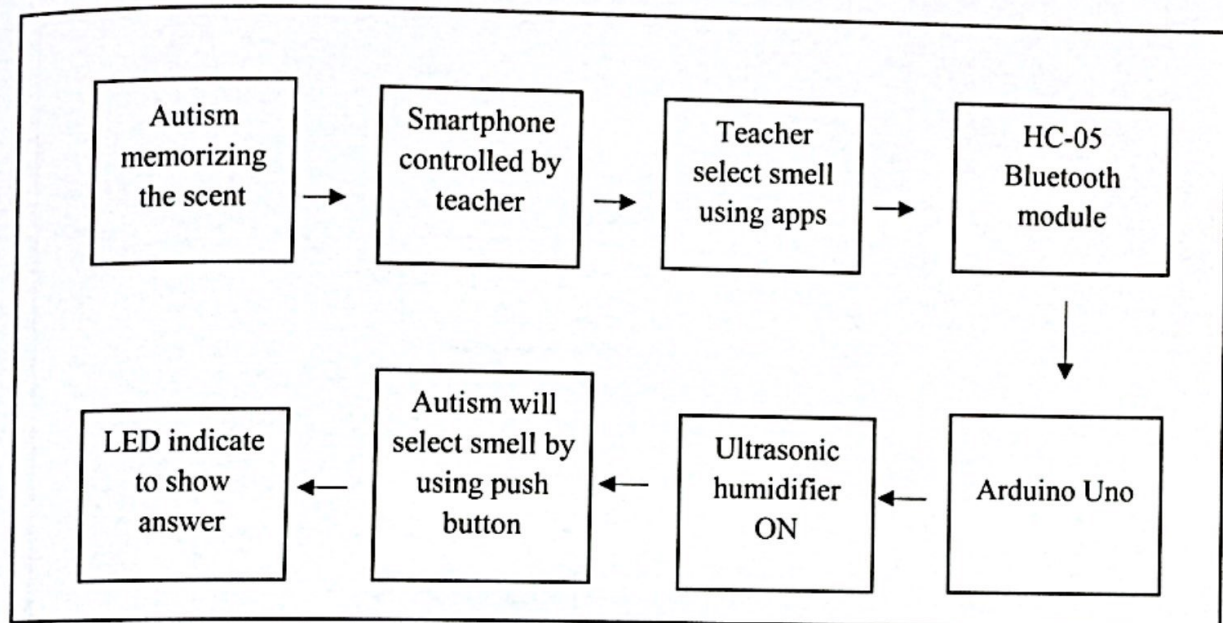 Autism
memorizing
the scent
Smartphone
controlled by
teacher
Teacher
select smell
using apps
HC-05
Bluetooth
module
Arduino Uno
Ultrasonic
humidifier
ON
Autism will
select smell by
using push
button
LED indicate
to show
answer